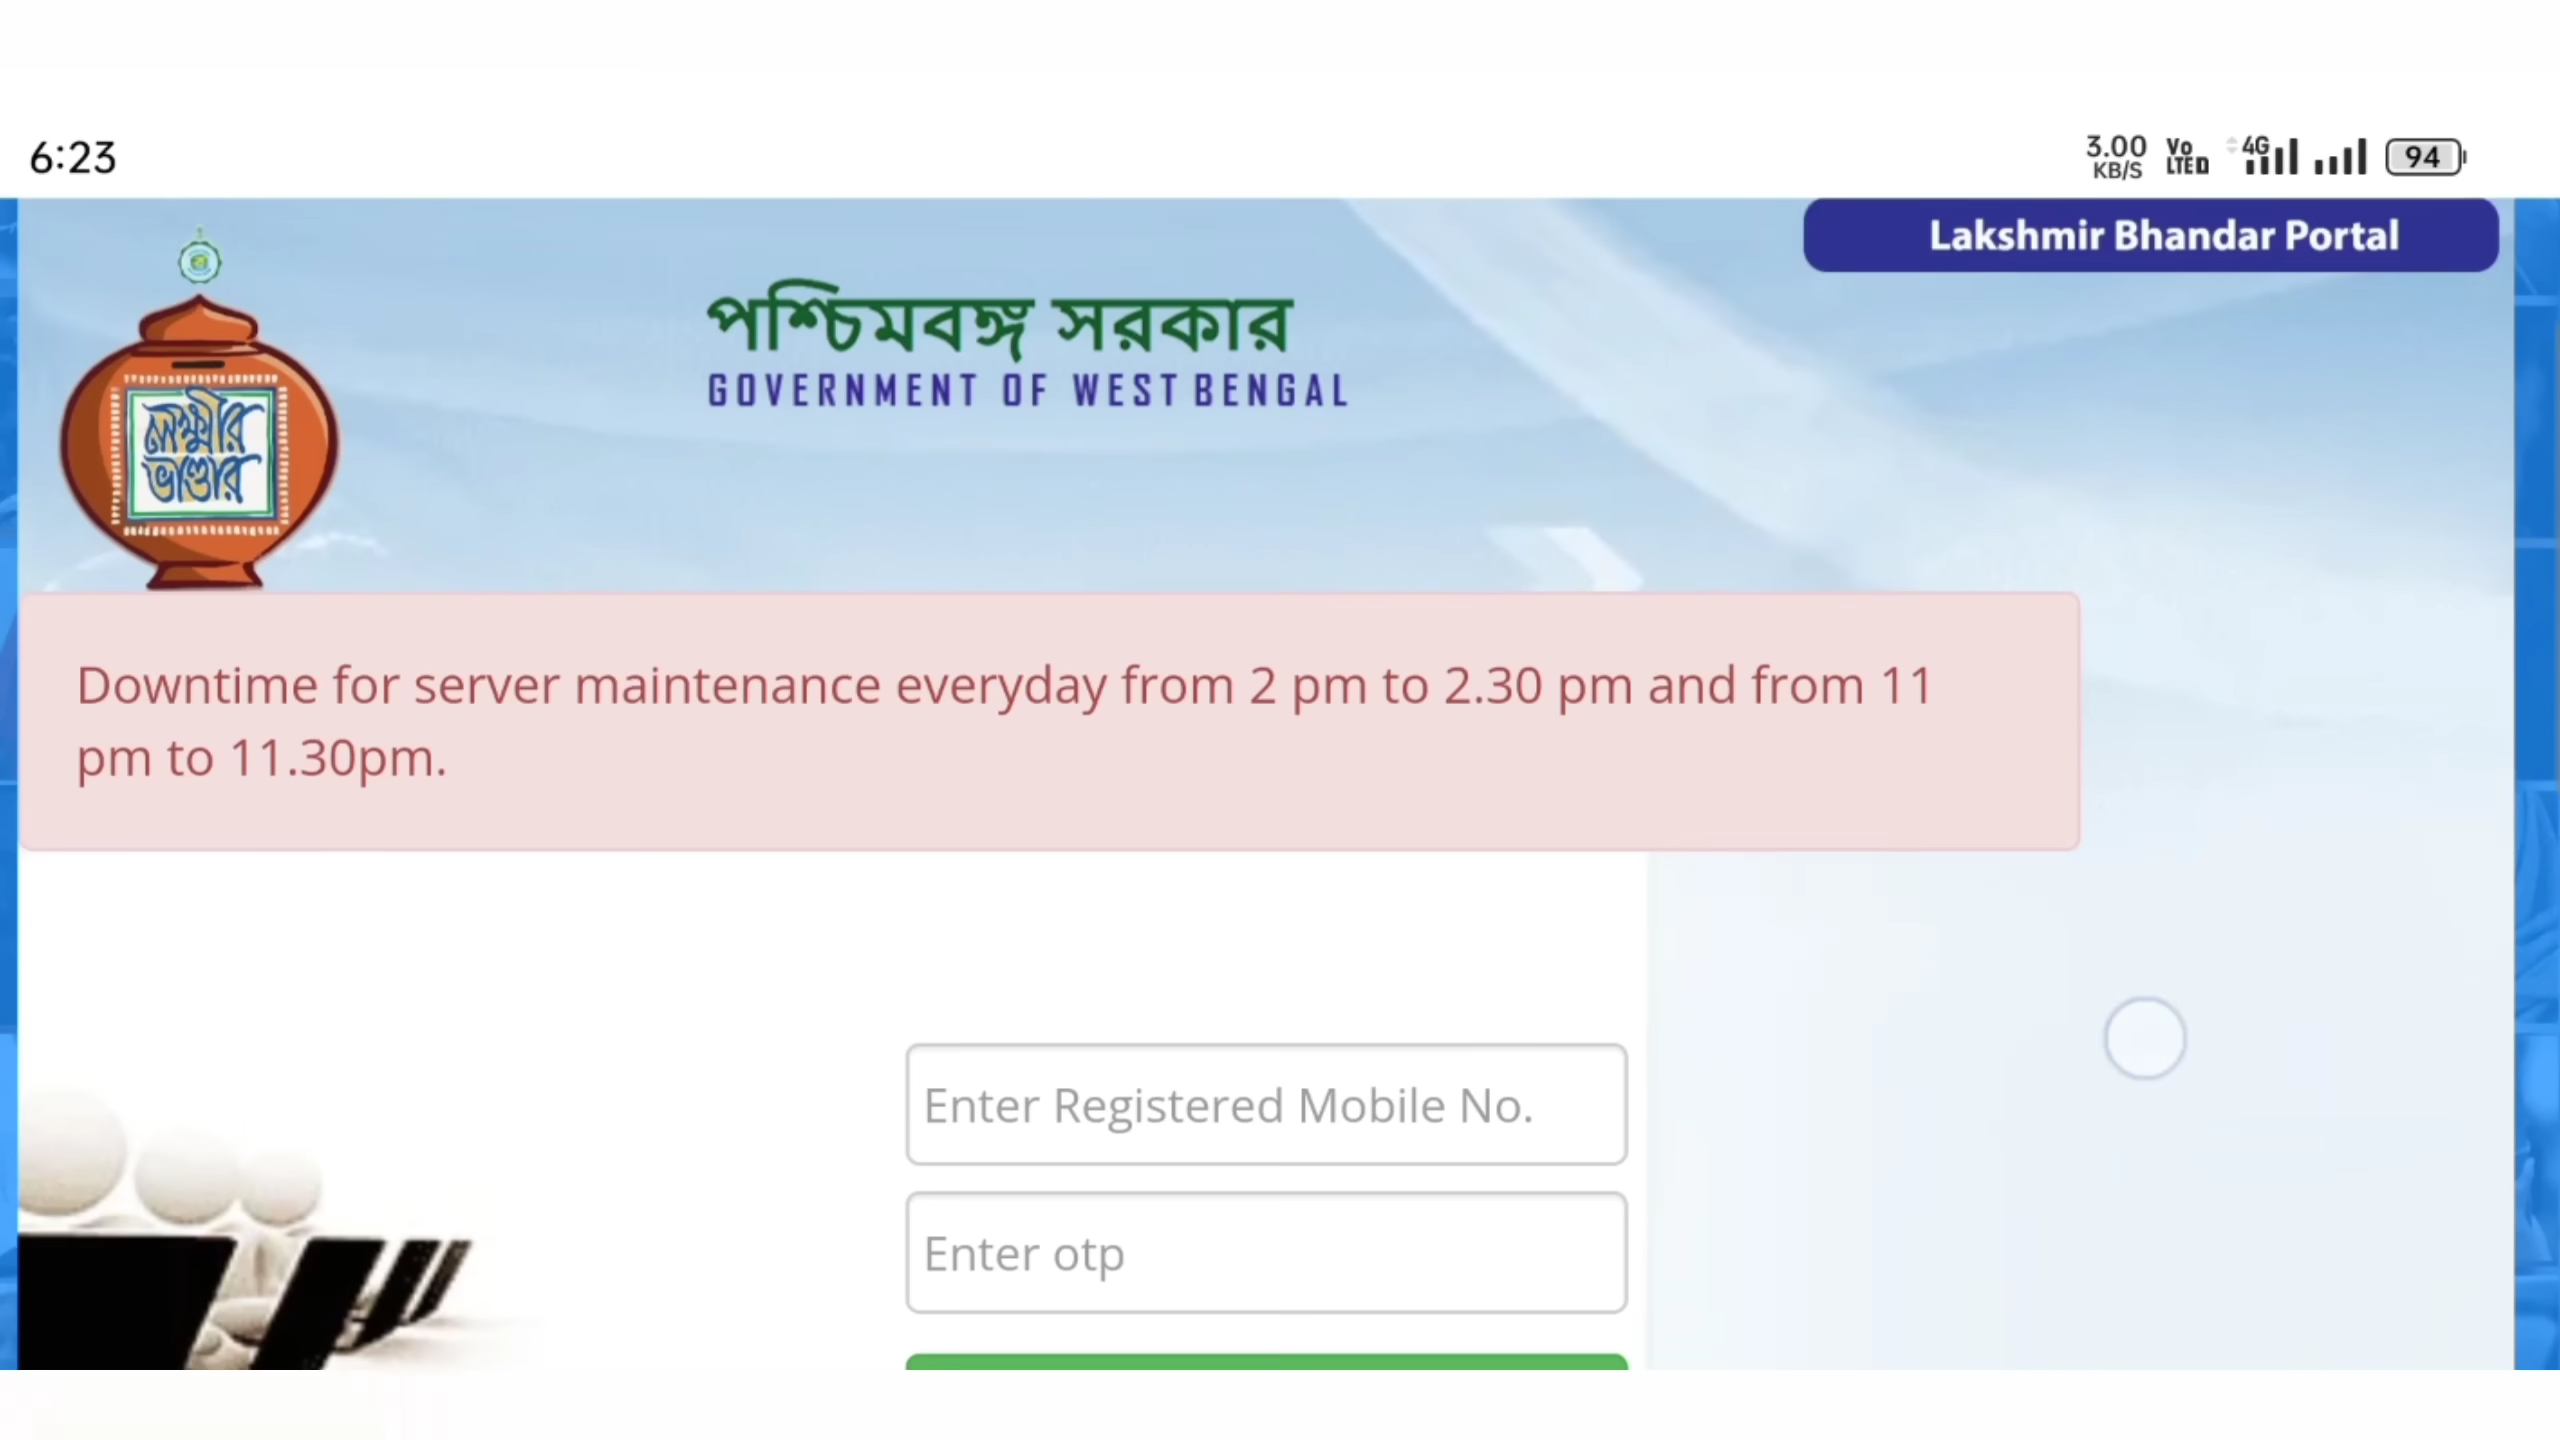 6:23
3.00
KB/S
Vo
LTE
4G
94
Lakshmir Bhandar Portal
পশ্চিমবঙ্গ সরকার
GOVERNMENT OF WEST BENGAL
লক্ষ্মীর
ভাণ্ডার
Downtime for server maintenance everyday from 2 pm to 2.30 pm and from 11
pm to 11.30pm.
Enter Registered Mobile No.
Enter otp